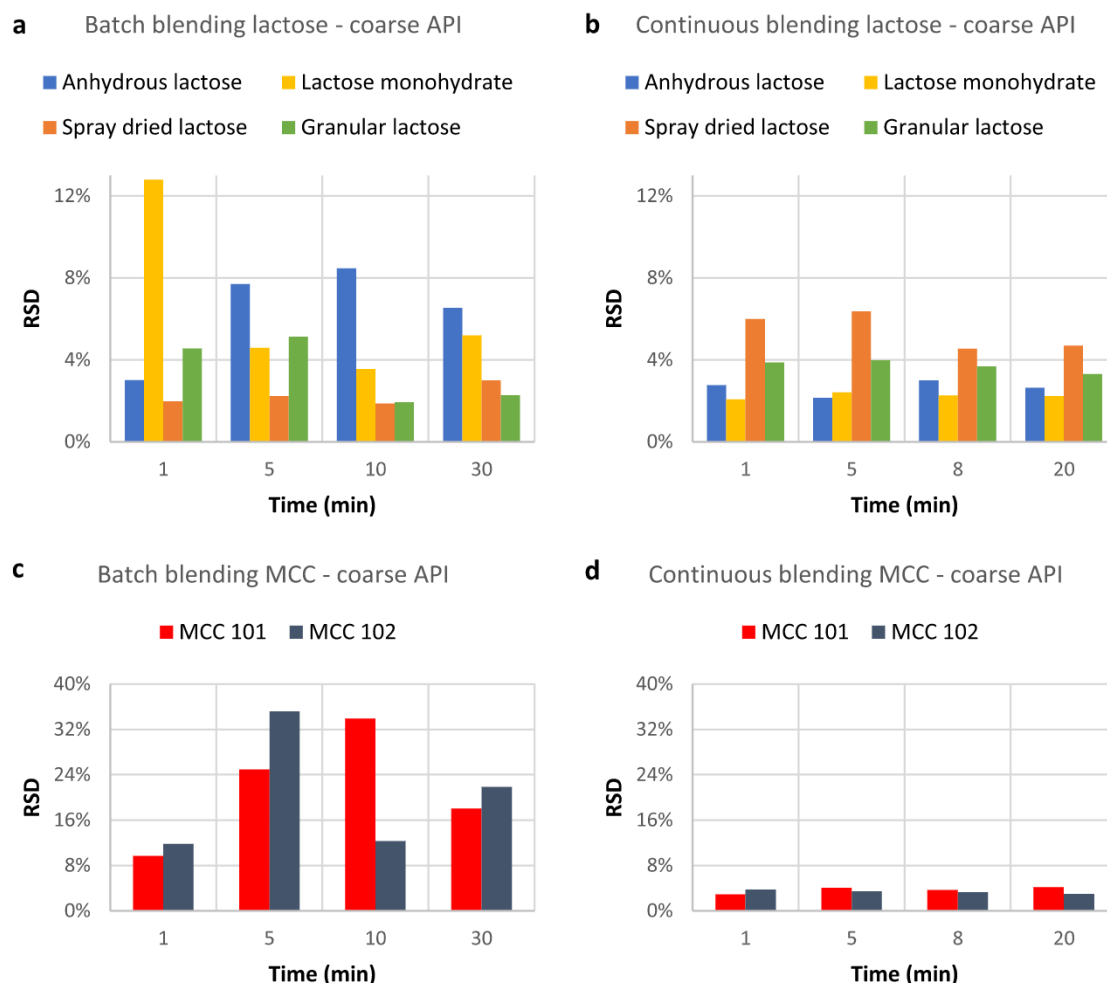 a Batch blending lactose - coarse API
Anhydrous lactose Lactose monohydrate
Spray dried lactose Granular lactose
12%
8%
4%
0%
RSD
1 5 10 30
Time (min)
b Continuous blending lactose - coarse API
Anhydrous lactose Lactose monohydrate
Spray dried lactose Granular lactose
12%
8%
4%
0%
RSD
1 5 8 20
Time (min)
c Batch blending MCC - coarse API
MCC 101 MCC 102
40%
32%
24%
16%
8%
0%
RSD
1 5 10 30
Time (min)
d Continuous blending MCC - coarse API
MCC 101 MCC 102
40%
32%
24%
16%
8%
0%
RSD
1 5 8 20
Time (min)